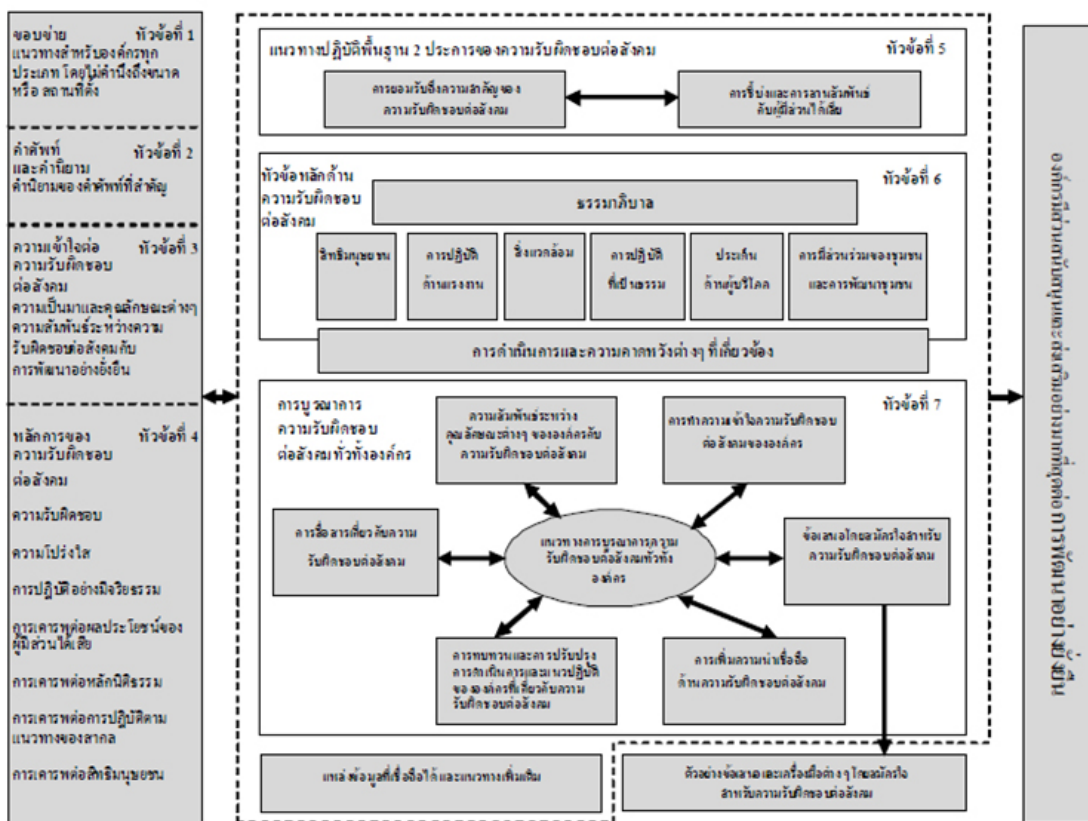 ขอบข่าย หัวข้อที่ 1
แนวทางสำหรับองค์กรทุก
ประเภท โดยไม่คำนึงถึงขนาด
หรือ สถานที่ตั้ง
คำศัพท์ หัวข้อที่ 2
และคำนิยาม
คำนิยามของคำศัพท์ที่สำคัญ
ความเข้าใจต่อ หัวข้อที่ 3
ความรับผิดชอบ
ต่อสังคม
ความเป็นมาและคุณลักษณะต่างๆ
ความสัมพันธ์ระหว่างความ
รับผิดชอบต่อสังคมกับ
การพัฒนาอย่างยั่งยืน
หลักการของ หัวข้อที่ 4
ความรับผิดชอบ
ต่อสังคม
ความรับผิดชอบ
ความโปร่งใส
การปฏิบัติอย่างมีจริยธรรม
การเคารพต่อผลประโยชน์ของ
ผู้มีส่วนได้เสีย
การเคารพต่อหลักนิติธรรม
การเคารพต่อการปฏิบัติตาม
แนวทางของสากล
การเคารพต่อสิทธิมนุษยชน
แนวทางปฏิบัติพื้นฐาน 2 ประการของความรับผิดชอบต่อสังคม หัวข้อที่ 5
การยอมรับถึงความสำคัญของ
ความรับผิดชอบต่อสังคม
การชี้บ่งและการสานสัมพันธ์
กับผู้มีส่วนได้เสีย
หัวข้อหลักด้าน หัวข้อที่ 6
ความรับผิดชอบ
ต่อสังคม
ธรรมาภิบาล
สิทธิมนุษยชน
การปฏิบัติ
ด้านแรงงาน
สิ่งแวดล้อม
การปฏิบัติ
ที่เป็นธรรม
ประเด็น
ด้านผู้บริโภค
การมีส่วนร่วมของชุมชน
และการพัฒนาชุมชน
การดำเนินการและความคาดหวังต่างๆ ที่เกี่ยวข้อง
การบูรณาการ หัวข้อที่ 7
ความรับผิดชอบ
ต่อสังคมทั่วทั้งองค์กร
ความสัมพันธ์ระหว่าง
คุณลักษณะต่างๆ ขององค์กรกับ
ความรับผิดชอบต่อสังคม
การทำความเข้าใจความรับผิดชอบ
ต่อสังคมขององค์กร
การสื่อสารเกี่ยวกับความ
รับผิดชอบต่อสังคม
แนวทางการบูรณาการความ
รับผิดชอบต่อสังคมทั่วทั้ง
องค์กร
ข้อเสนอโดยสมัครใจสำหรับ
ความรับผิดชอบต่อสังคม
การทบทวนและการปรับปรุง
การดำเนินการและแนวปฏิบัติ
ขององค์กรที่เกี่ยวกับความ
รับผิดชอบต่อสังคม
การเพิ่มความน่าเชื่อถือ
ด้านความรับผิดชอบต่อสังคม
แหล่งข้อมูลที่เชื่อถือได้ และแนวทางเพิ่มเติม
ตัวอย่างข้อเสนอและเครื่องมือต่างๆ โดยสมัครใจ
สำหรับความรับผิดชอบต่อสังคม
การพัฒนาอย่างยั่งยืน